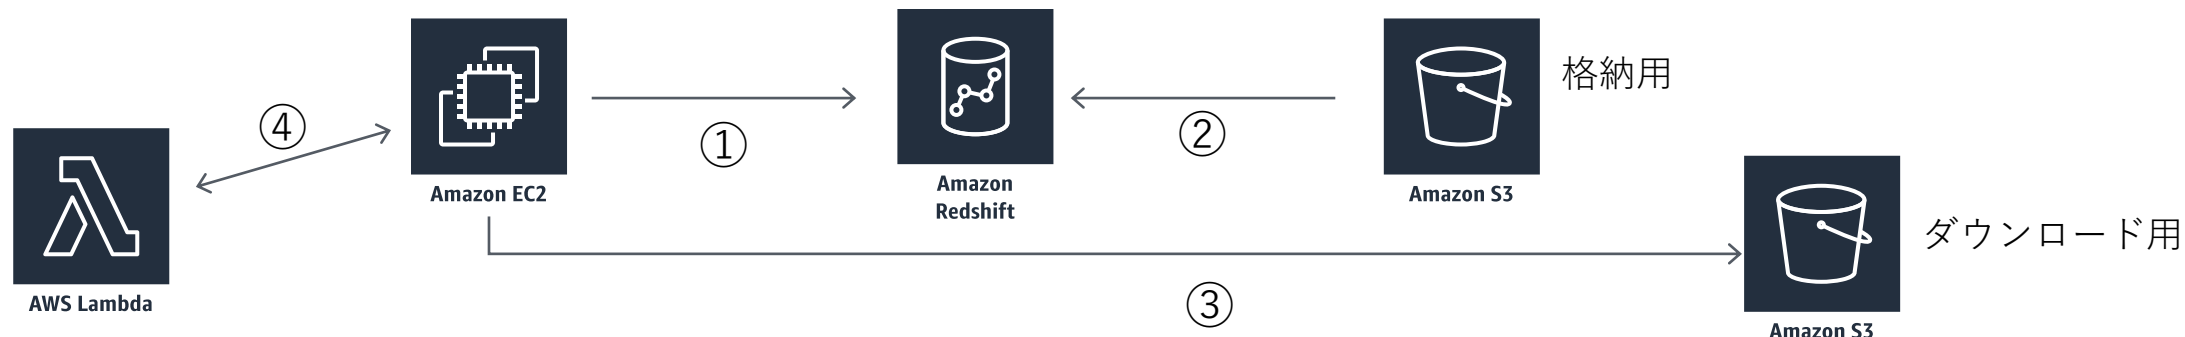 格納用
④
①
②
Amazon EC2
Amazon
Redshift
Amazon S3
ダウンロード用
AWS Lambda
③
Amazon S3